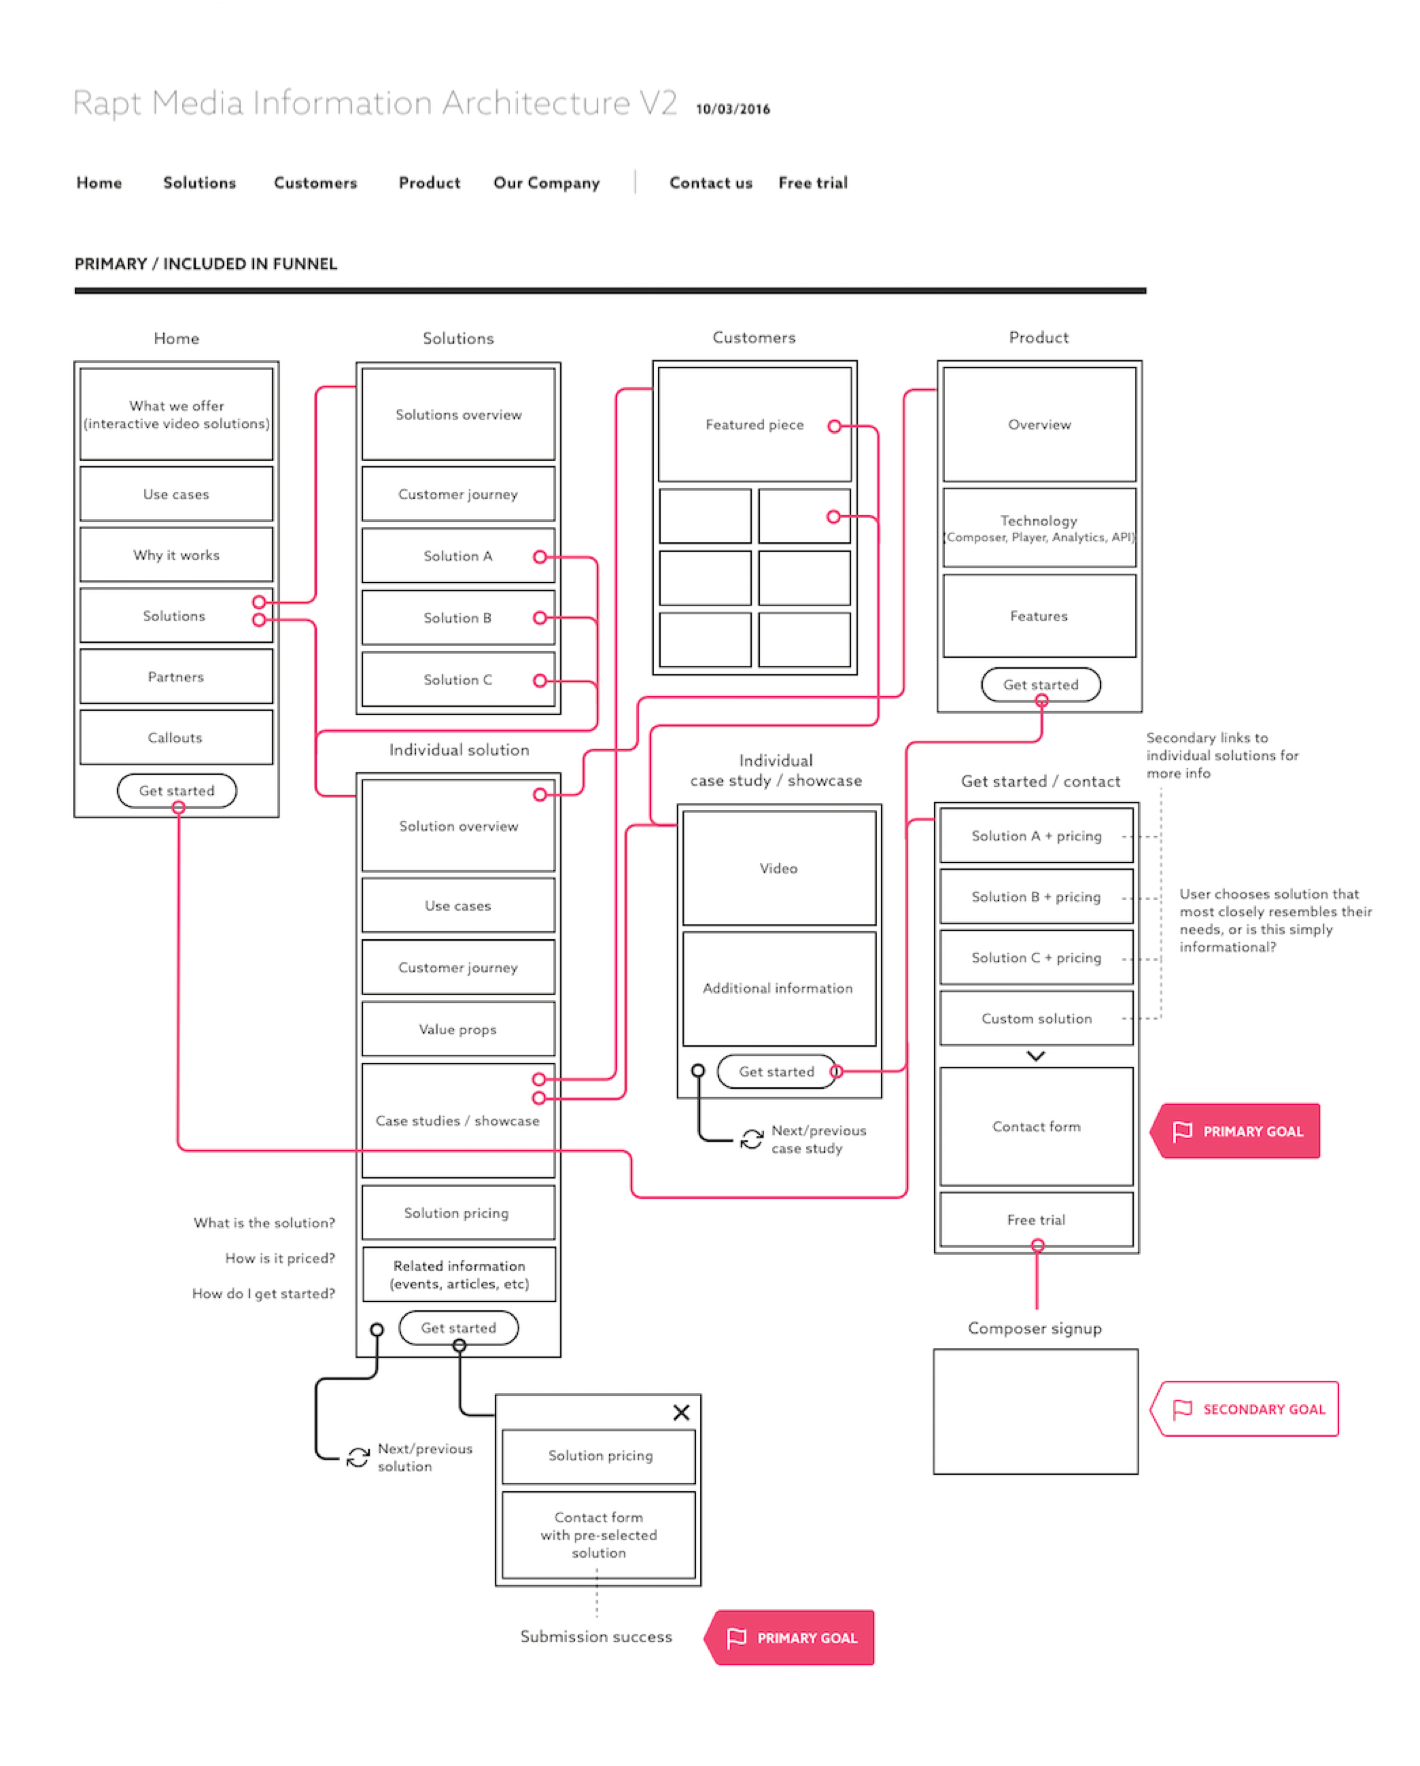 Rapt Media Information Architecture V2 10/03/2016
Home Solutions Customers Product Our Company Contact us Free trial
PRIMARY / INCLUDED IN FUNNEL
Home
What we offer
(interactive video solutions)
Use cases
Why it works
Solutions
Partners
Callouts
Get started
Solutions
Solutions overview
Customer journey
Solution A
Solution B
Solution C
Customers
Featured piece
Product
Overview
Technology
(Composer, Player, Analytics, API)
Features
Get started
Individual solution
Solution overview
Use cases
Customer journey
Value props
Case studies / showcase
Solution pricing
Related information
(events, articles, etc)
Get started
What is the solution?
How is it priced?
How do I get started?
Next/previous
solution
Solution pricing
Contact form
with pre-selected
solution
Submission success
PRIMARY GOAL
Individual
case study / showcase
Video
Additional information
Get started
Next/previous
case study
Get started / contact
Solution A + pricing
Solution B + pricing
Solution C + pricing
Custom solution
Contact form
Free trial
Secondary links to
individual solutions for
more info
User chooses solution that
most closely resembles their
needs, or is this simply
informational?
PRIMARY GOAL
Composer signup
SECONDARY GOAL